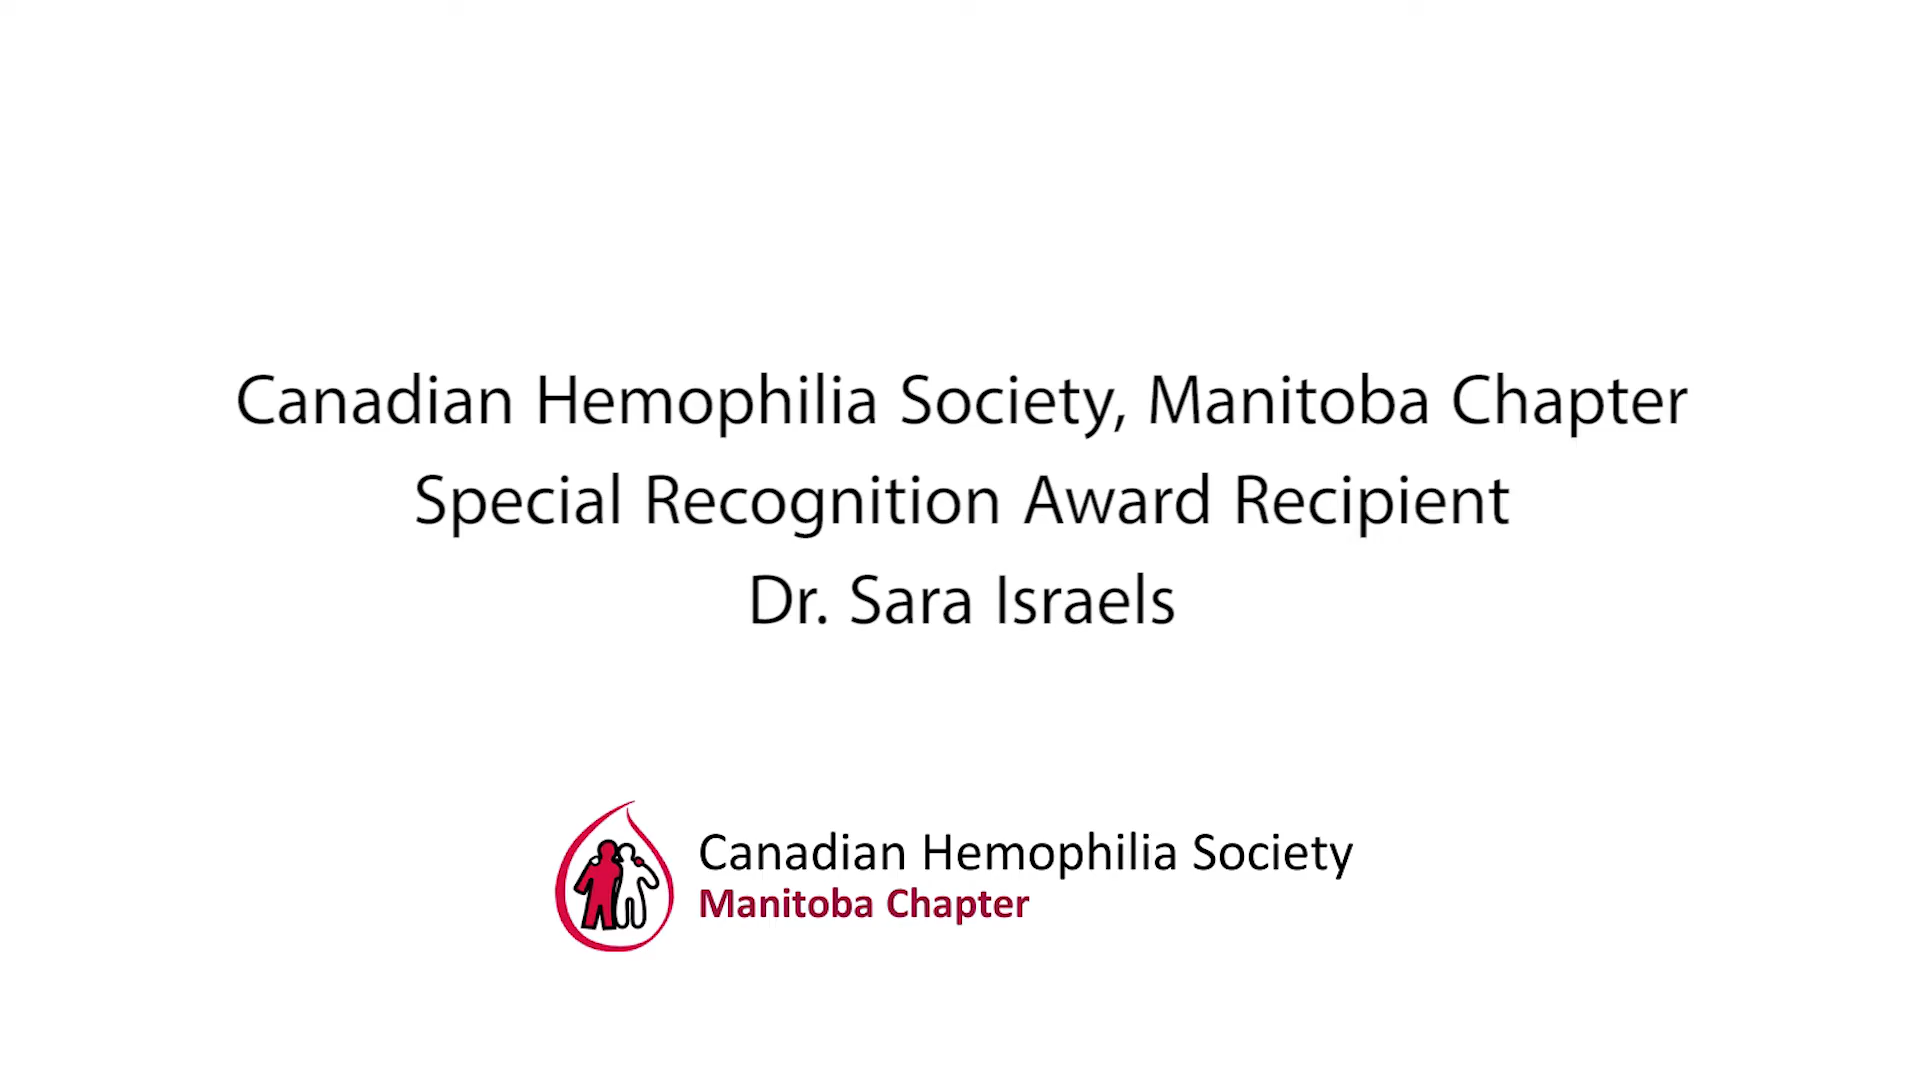 Canadian Hemophilia Society, Manitoba Chapter
Special Recognition Award Recipient
Dr. Sara Israels
Canadian Hemophilia Society
Manitoba Chapter